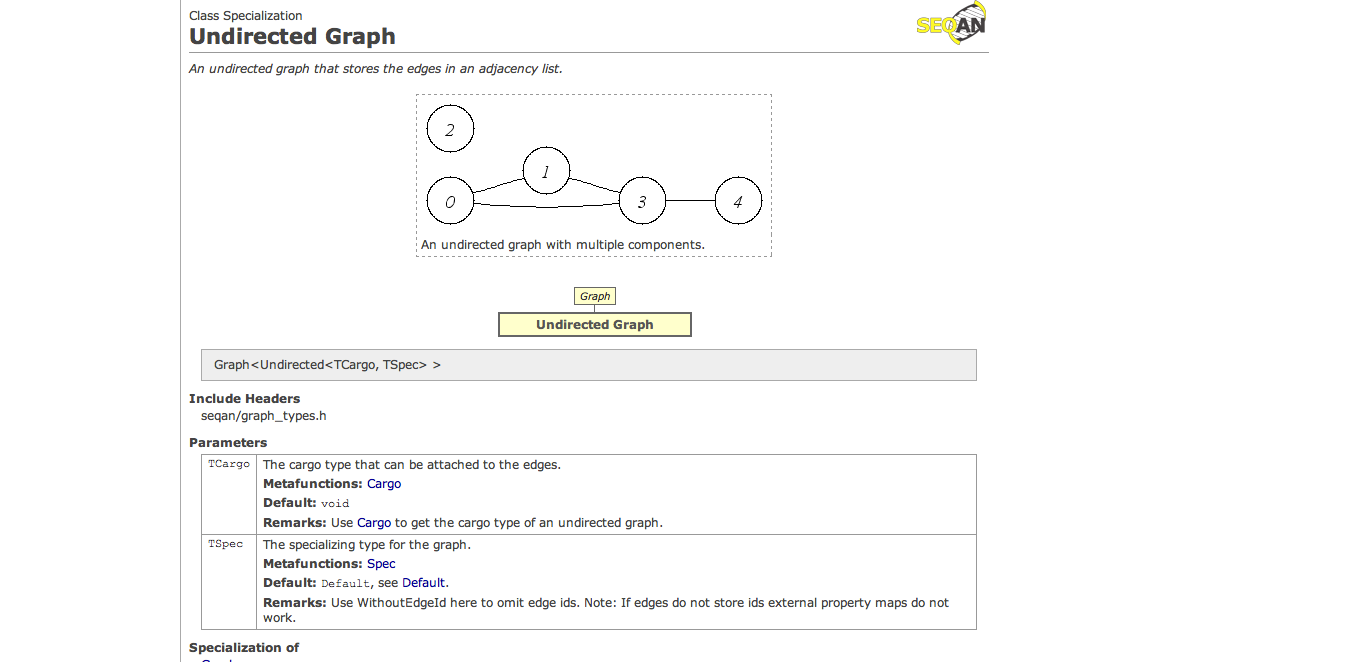 Class Specialization
Undirected Graph
SEQAN
An undirected graph that stores the edges in an adjacency list.
2
1
0
3
4
An undirected graph with multiple components.
Graph
Undirected Graph
Graph<Undirected<TCargo, TSpec> >
Include Headers
seqan/graph_types.h
Parameters
TCargo The cargo type that can be attached to the edges.
Metafunctions: Cargo
Default: void
Remarks: Use Cargo to get the cargo type of an undirected graph.
TSpec The specializing type for the graph.
Metafunctions: Spec
Default: Default, see Default.
Remarks: Use WithoutEdgeId here to omit edge ids. Note: If edges do not store ids external property maps do not
work.
Specialization of